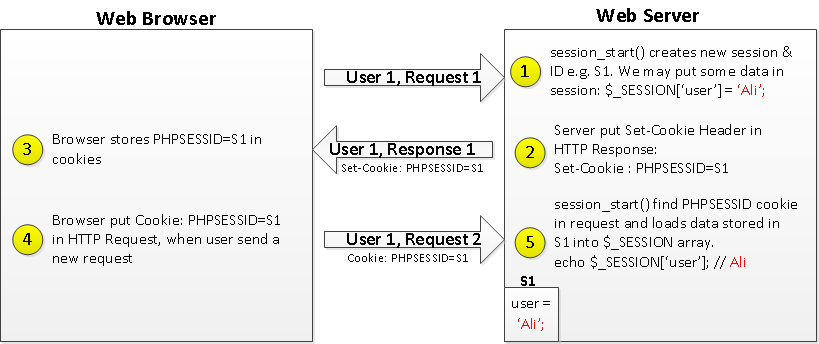 Web Browser
Web Server
User 1, Request 1
1
session_start() creates new session &
ID e.g. S1. We may put some data in
session: $_SESSION[‘user’] = ‘Ali’;
3
Browser stores PHPSESSID=S1 in
cookies
User 1, Response 1
Set-Cookie: PHPSESSID=S1
2
Server put Set-Cookie Header in
HTTP Response:
Set-Cookie : PHPSESSID=S1
4
Browser put Cookie: PHPSESSID=S1
in HTTP Request, when user send a
new request
User 1, Request 2
Cookie: PHPSESSID=S1
5
session_start() find PHPSESSID cookie
in request and loads data stored in
S1 into $_SESSION array.
echo $_SESSION[‘user’]; // Ali
S1
user =
‘Ali’;